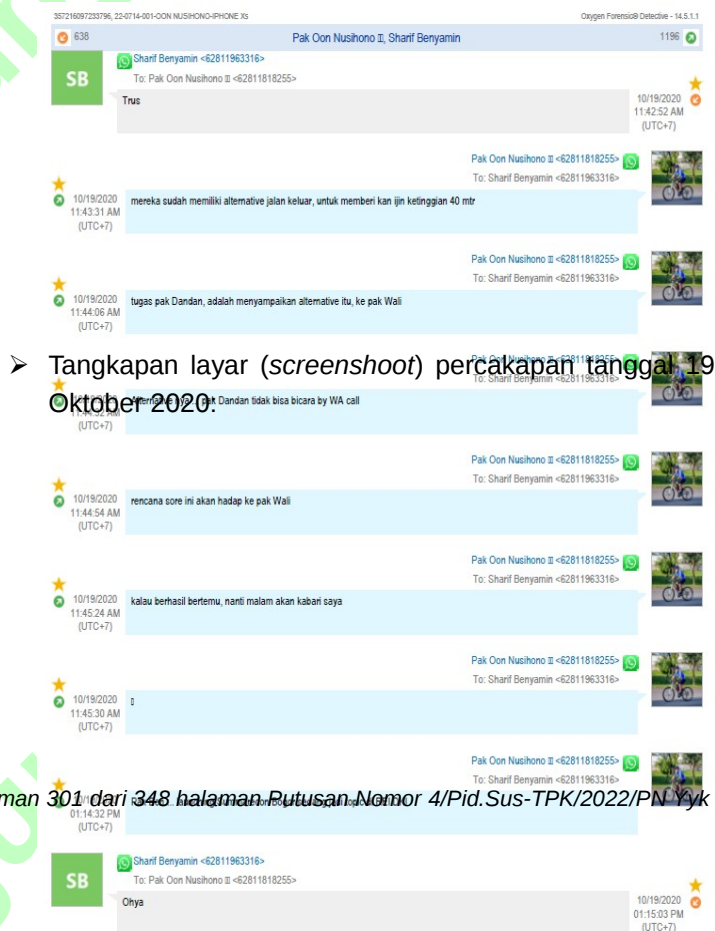 357216097233796, 22-0714-001-OON NUSIHONO-IPHONE Xs
Oxygen Forensic® Detective - 14.5.1.1
638
Pak Oon Nusihono, Sharif Benyamin
1196
SB
Sharif Benyamin <62811963316>
To: Pak Oon Nusihono <62811818255>
Trus
10/19/2020
11:42:52 AM
(UTC+7)
Pak Oon Nusihono <62811818255>
To: Sharif Benyamin <62811963316>
10/19/2020
11:43:31 AM
(UTC+7)
mereka sudah memiliki alternative jalan keluar, untuk memberi kan ijin ketinggian 40 mtr
Pak Oon Nusihono <62811818255>
To: Sharif Benyamin <62811963316>
10/19/2020
11:44:06 AM
(UTC+7)
tugas pak Dandan, adalah menyampaikan alternative itu, ke pak Wali
➢ Tangkapan layar (screenshoot) percakapan tanggal 19
Oktober 2020:
Pak Oon Nusihono <62811818255>
To: Sharif Benyamin <62811963316>
(UTC+7)
pak Dandan tidak bisa bicara by WA call
Pak Oon Nusihono <62811818255>
To: Sharif Benyamin <62811963316>
10/19/2020
11:44:54 AM
(UTC+7)
rencana sore ini akan hadap ke pak Wali
Pak Oon Nusihono <62811818255>
To: Sharif Benyamin <62811963316>
10/19/2020
11:45:24 AM
(UTC+7)
kalau berhasil bertemu, nanti malam akan kabari saya
Pak Oon Nusihono <62811818255>
To: Sharif Benyamin <62811963316>
10/19/2020
11:45:30 AM
(UTC+7)
Pak Oon Nusihono <62811818255>
To: Sharif Benyamin <62811963316>
man 301 dari 348 halaman Putusan Nomor 4/Pid.Sus-TPK/2022/PN Yyk
01:14:32 PM
(UTC+7)
SB
Sharif Benyamin <62811963316>
To: Pak Oon Nusihono <62811818255>
Ohya
10/19/2020
01:15:03 PM
(UTC+7)